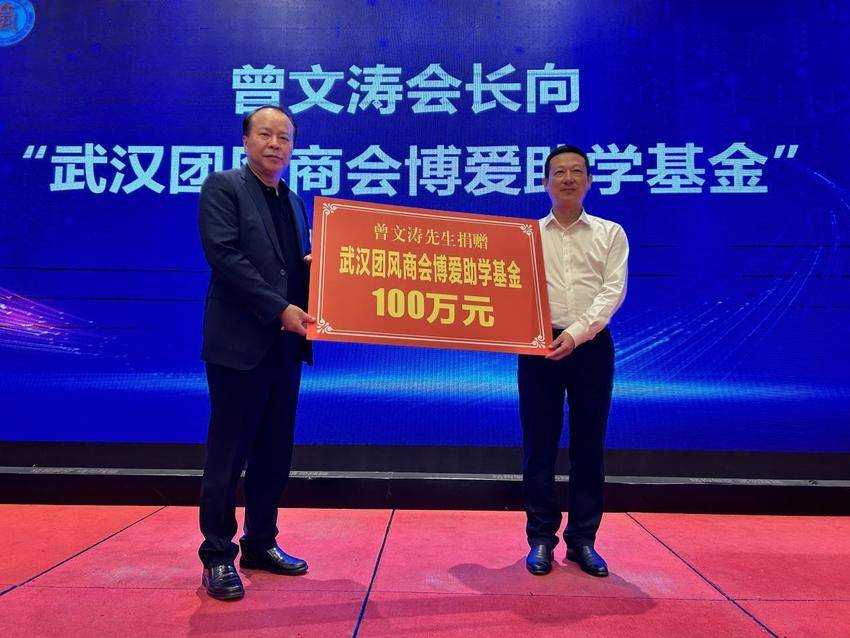 曾文涛会长向
“武汉团风商会博爱助学基金”
曾文涛先生捐赠
武汉团风商会博爱助学基金
100万元